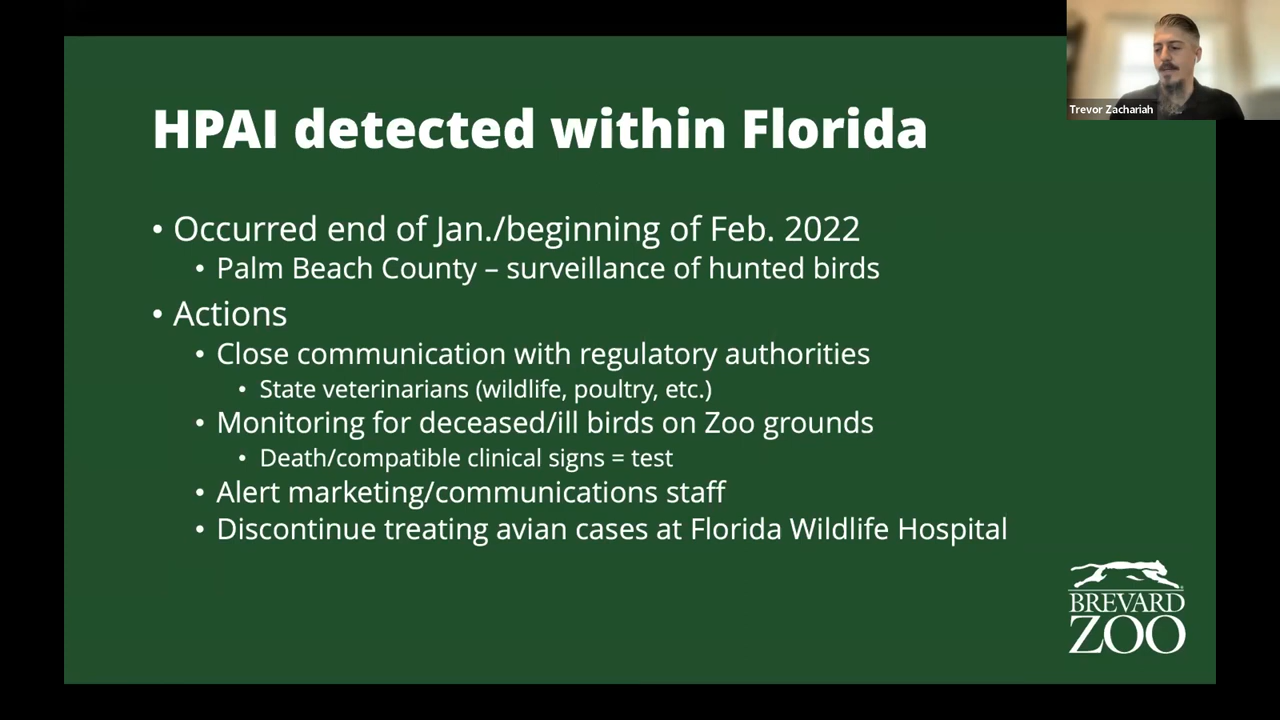 Trevor Zachariah
HPAI detected within Florida
• Occurred end of Jan./beginning of Feb. 2022
• Palm Beach County – surveillance of hunted birds
• Actions
• Close communication with regulatory authorities
• State veterinarians (wildlife, poultry, etc.)
• Monitoring for deceased/ill birds on Zoo grounds
• Death/compatible clinical signs = test
• Alert marketing/communications staff
• Discontinue treating avian cases at Florida Wildlife Hospital
BREVARD
ZOO